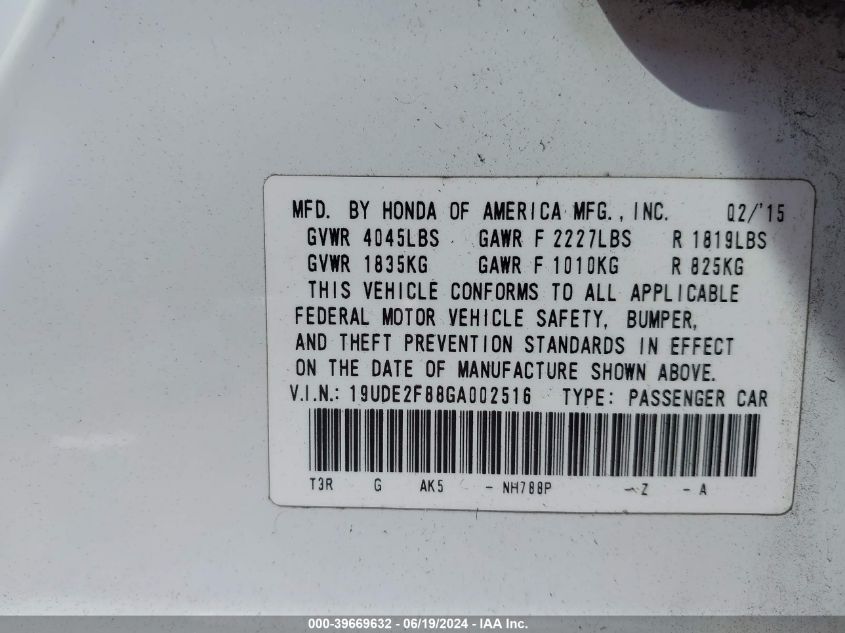 MFD. BY HONDA OF AMERICA MFG., INC. 02/'15
GVWR 4045LBS GAWR F 2227LBS R 1819LBS
GVWR 1835KG GAWR F 1010KG R 825KG
THIS VEHICLE CONFORMS TO ALL APPLICABLE
FEDERAL MOTOR VEHICLE SAFETY, BUMPER,
AND THEFT PREVENTION STANDARDS IN EFFECT
ON THE DATE OF MANUFACTURE SHOWN ABOVE.
V.I.N.: 19UDE2F88GA002516 TYPE: PASSENGER CAR
T3R G AK5 - NH788P - Z - A
000-39669632 - 06/19/2024 - IAA Inc.